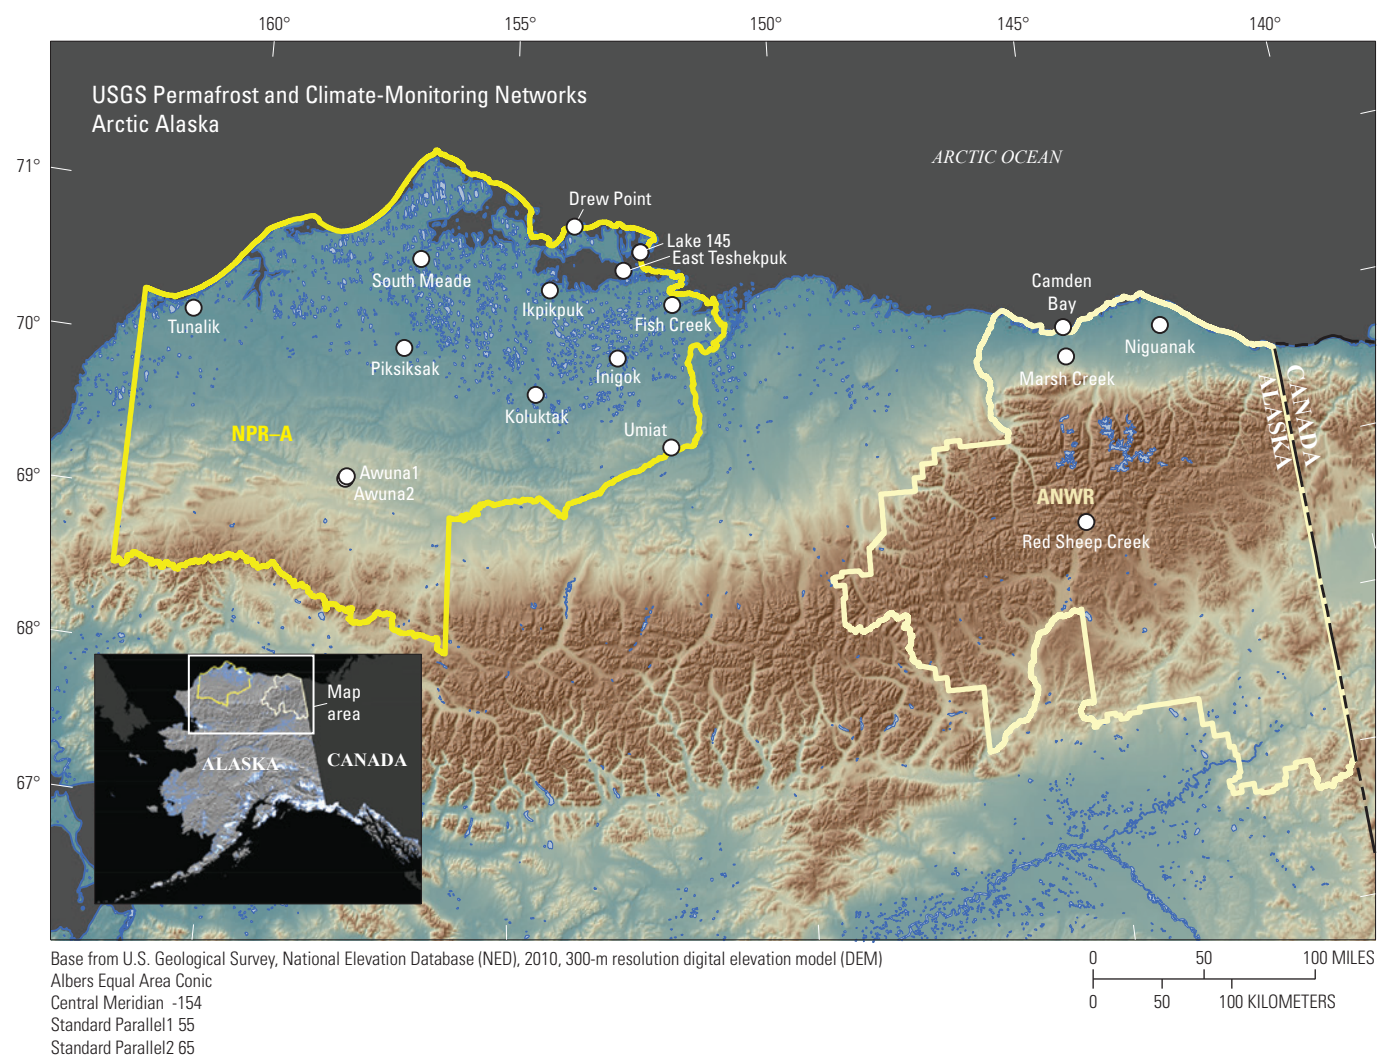 160°
155°
150°
145°
140°
USGS Permafrost and Climate-Monitoring Networks
Arctic Alaska
ARCTIC OCEAN
71°
70°
69°
68°
67°
Drew Point
Lake 145
East Teshekpuk
South Meade
Ikpikpuk
Fish Creek
Tunalik
Piksiksak
Inigok
Koluktak
Umiat
NPR–A
Awuna1
Awuna2
Camden
Bay
Niguanak
Marsh Creek
CANADA
ALASKA
ANWR
Red Sheep Creek
Map
area
ALASKA
CANADA
Base from U.S. Geological Survey, National Elevation Database (NED), 2010, 300-m resolution digital elevation model (DEM)
Albers Equal Area Conic
Central Meridian -154
Standard Parallel1 55
Standard Parallel2 65
0 50 100 MILES
0 50 100 KILOMETERS